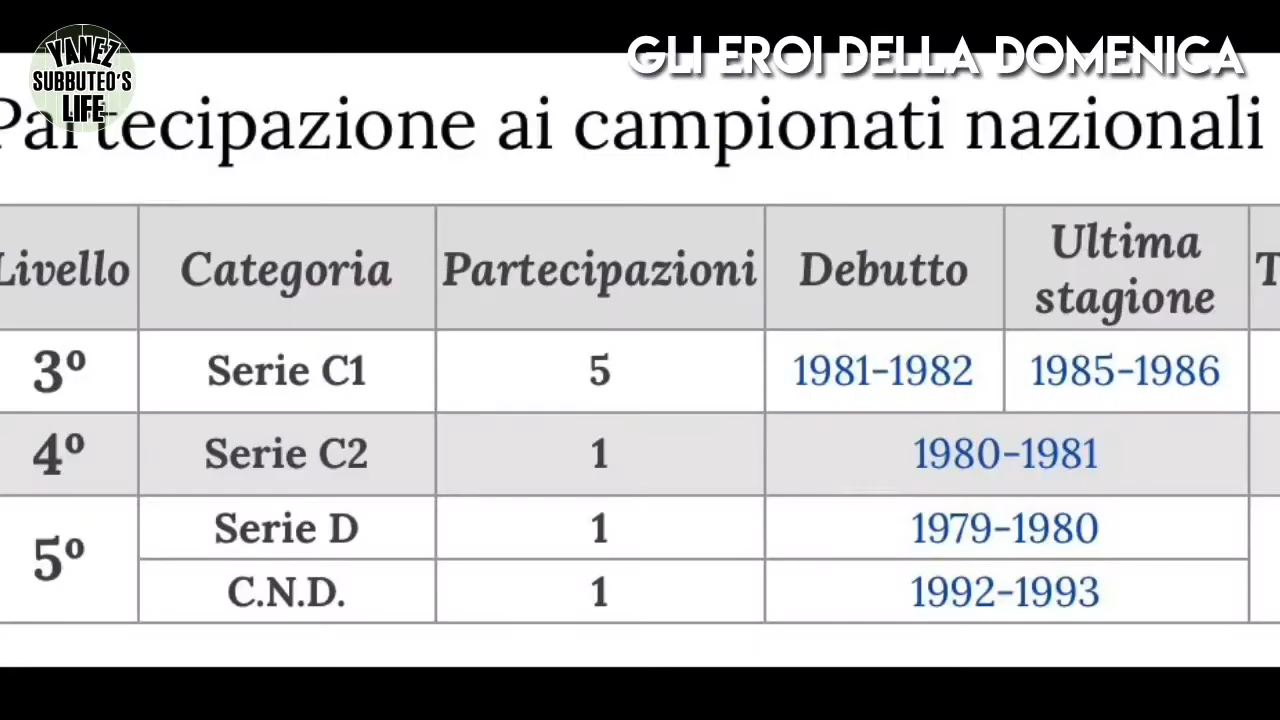 YANEZ
SUBBUTEO'S
LIFE
GLI EROI DELLA DOMENICA
Partecipazione ai campionati nazionali
Livello Categoria Partecipazioni Debutto Ultima stagione
3º Serie C1 5 1981-1982 1985-1986
4º Serie C2 1 1980-1981
5º Serie D 1 1979-1980
C.N.D. 1 1992-1993